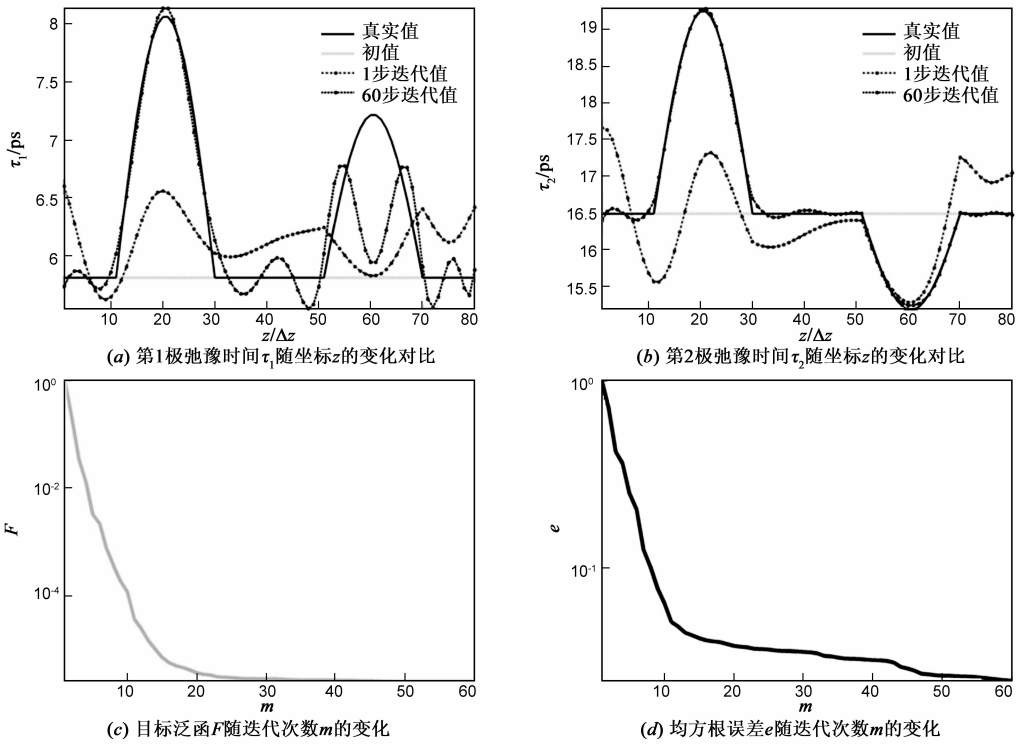 8
7.5
7
6.5
6
τ₁/ps
真实值
初值
1步迭代值
60步迭代值
10 20 30 40 50 60 70 80
z/Δz
(a) 第1极弛豫时间τ₁随坐标z的变化对比
19
18.5
18
17.5
17
16.5
16
15.5
τ₂/ps
真实值
初值
1步迭代值
60步迭代值
10 20 30 40 50 60 70 80
z/Δz
(b) 第2极弛豫时间τ₂随坐标z的变化对比
10⁰
10⁻²
10⁻⁴
F
10 20 30 40 50 60
m
(c) 目标泛函F随迭代次数m的变化
10⁰
10⁻¹
e
10 20 30 40 50 60
m
(d) 均方根误差e随迭代次数m的变化